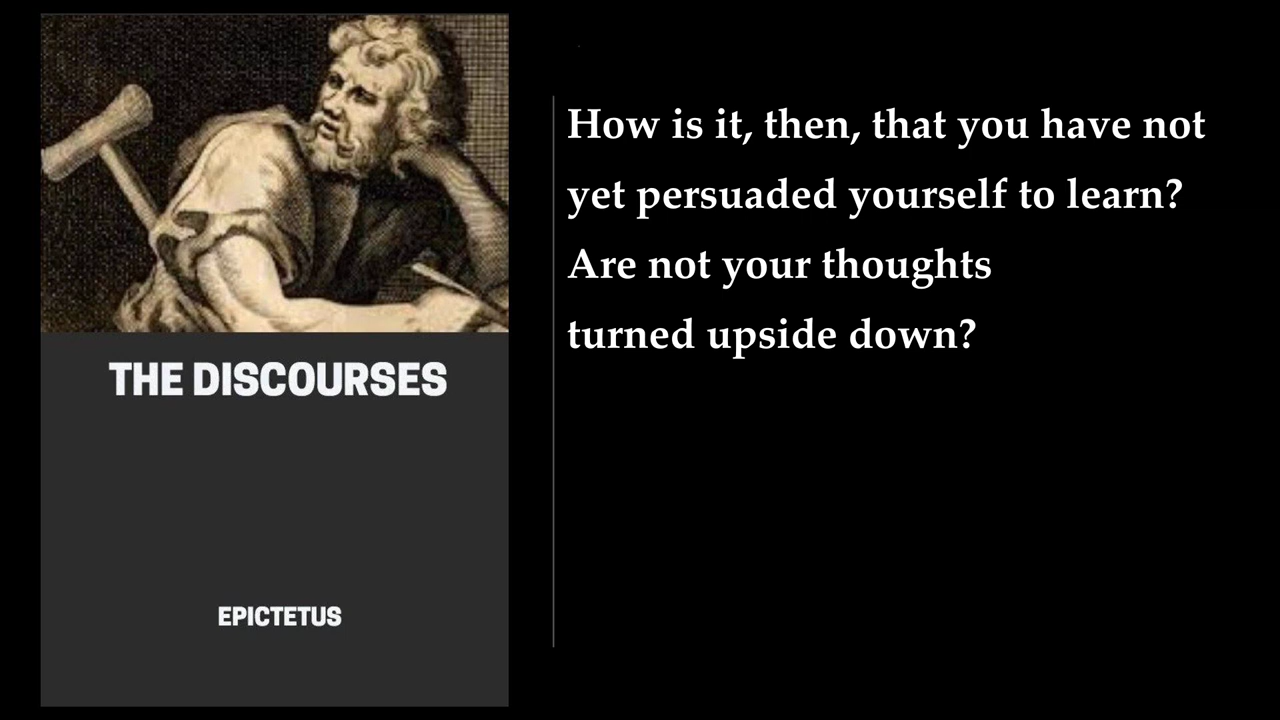 THE DISCOURSES
EPICTETUS
How is it, then, that you have not
yet persuaded yourself to learn?
Are not your thoughts
turned upside down?